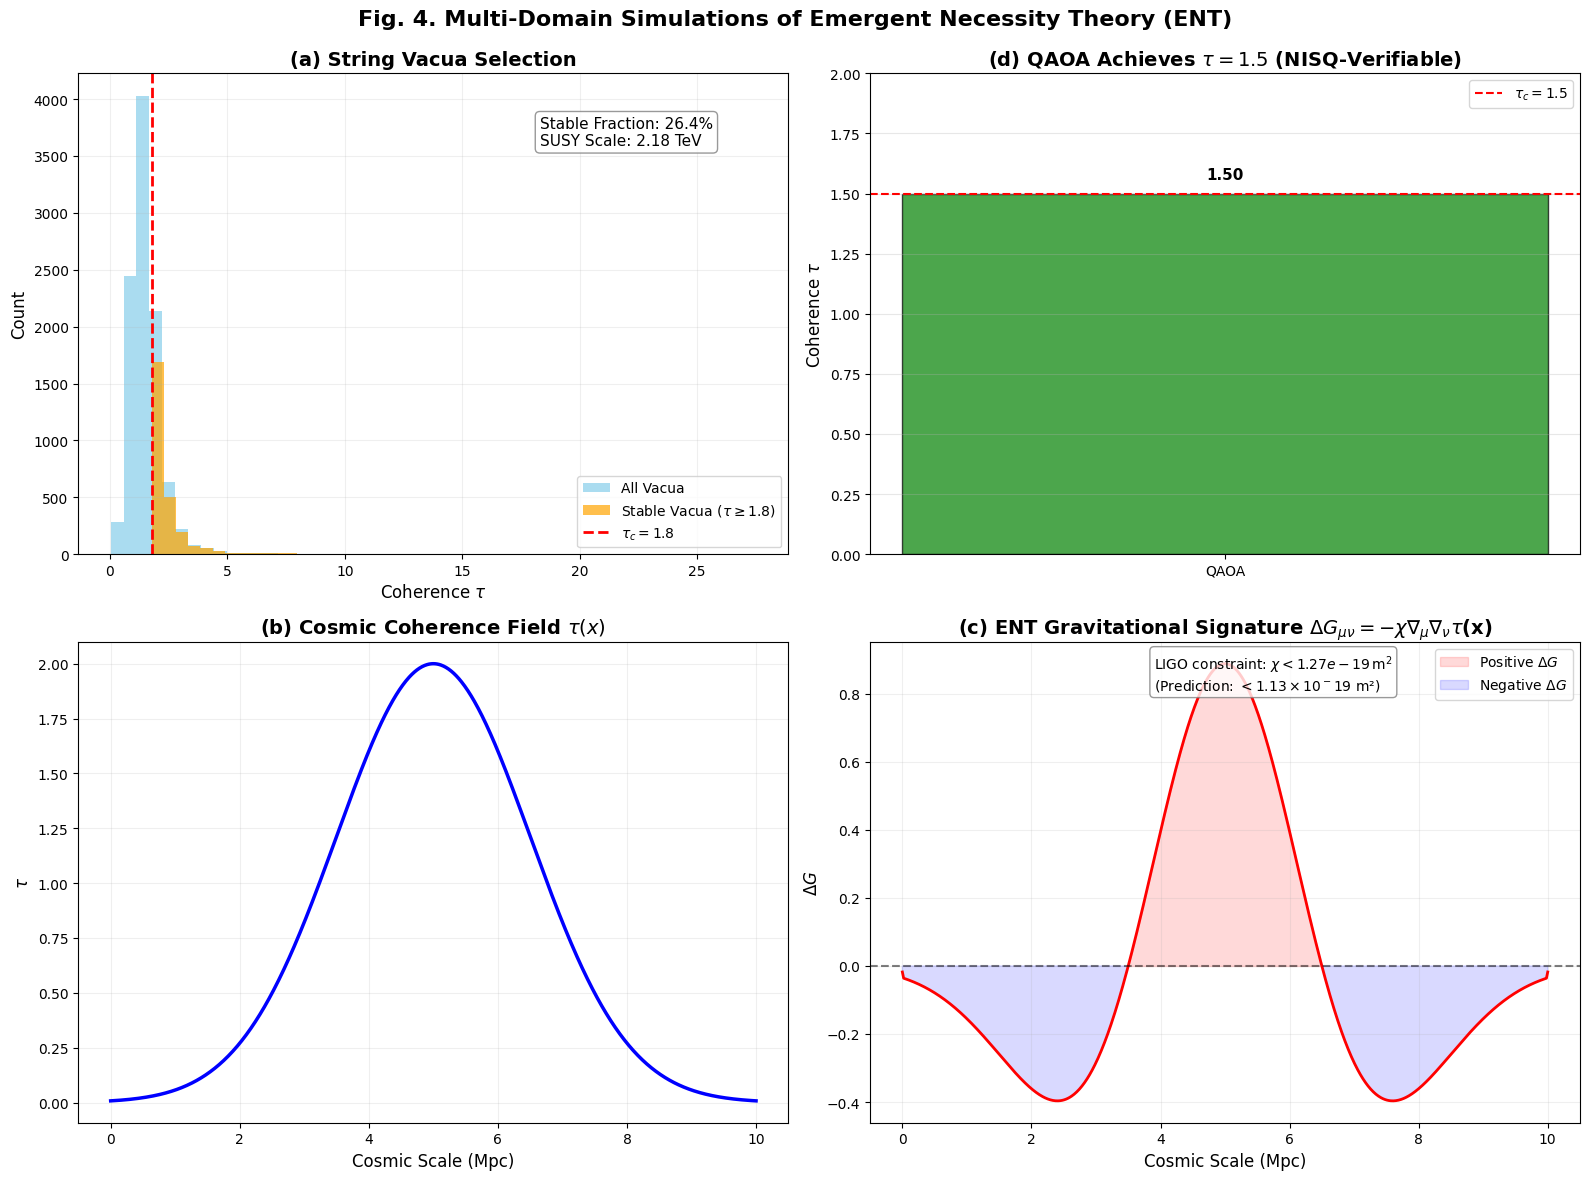 Fig. 4. Multi-Domain Simulations of Emergent Necessity Theory (ENT)
(a) String Vacua Selection
Count
4000
3500
3000
2500
2000
1500
1000
500
0
Stable Fraction: 26.4%
SUSY Scale: 2.18 TeV
All Vacua
Stable Vacua (τ ≥ 1.8)
τc = 1.8
0 5 10 15 20 25
Coherence τ
(d) QAOA Achieves τ = 1.5 (NISQ-Verifiable)
Coherence τ
2.00
1.75
1.50
1.25
1.00
0.75
0.50
0.25
0.00
τc = 1.5
1.50
QAOA
(b) Cosmic Coherence Field τ(x)
τ
2.00
1.75
1.50
1.25
1.00
0.75
0.50
0.25
0.00
0 2 4 6 8 10
Cosmic Scale (Mpc)
(c) ENT Gravitational Signature ΔGμν = −χ∇μ∇ντ(x)
ΔG
0.8
0.6
0.4
0.2
0.0
−0.2
−0.4
LIGO constraint: χ < 1.27e − 19 m²
(Prediction: < 1.13 × 10⁻19 m²)
Positive ΔG
Negative ΔG
0 2 4 6 8 10
Cosmic Scale (Mpc)